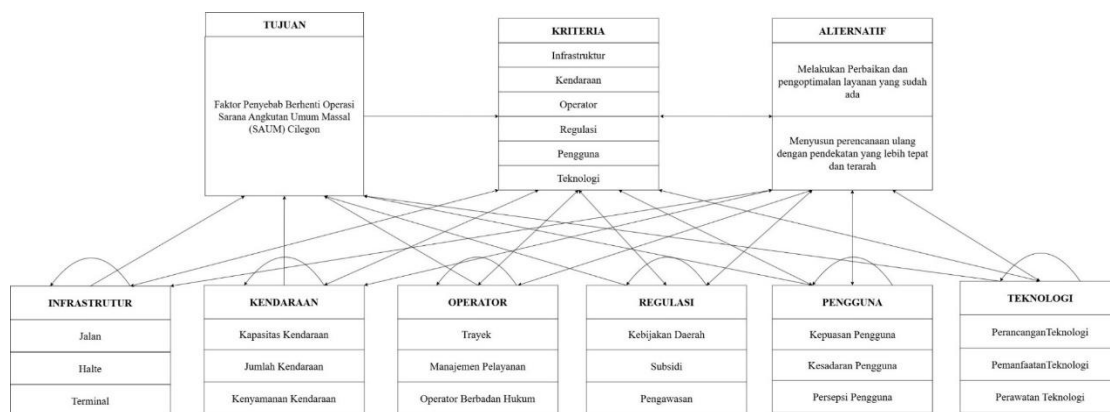 TUJUAN
Faktor Penyebab Berhenti Operasi
Sarana Angkutan Umum Massal
(SAUM) Cilegon
KRITERIA
Infrastruktur
Kendaraan
Operator
Regulasi
Pengguna
Teknologi
ALTERNATIF
Melakukan Perbaikan dan
pengoptimalan layanan yang sudah
ada
Menyusun perencanaan ulang
dengan pendekatan yang lebih tepat
dan terarah
INFRASTRUTUR
Jalan
Halte
Terminal
KENDARAAN
Kapasitas Kendaraan
Jumlah Kendaraan
Kenyamanan Kendaraan
OPERATOR
Trayek
Manajemen Pelayanan
Operator Berbadan Hukum
REGULASI
Kebijakan Daerah
Subsidi
Pengawasan
PENGGUNA
Kepuasan Pengguna
Kesadaran Pengguna
Persepsi Pengguna
TEKNOLOGI
PerancanganTeknologi
PemanfaatanTeknologi
Perawatan Teknologi